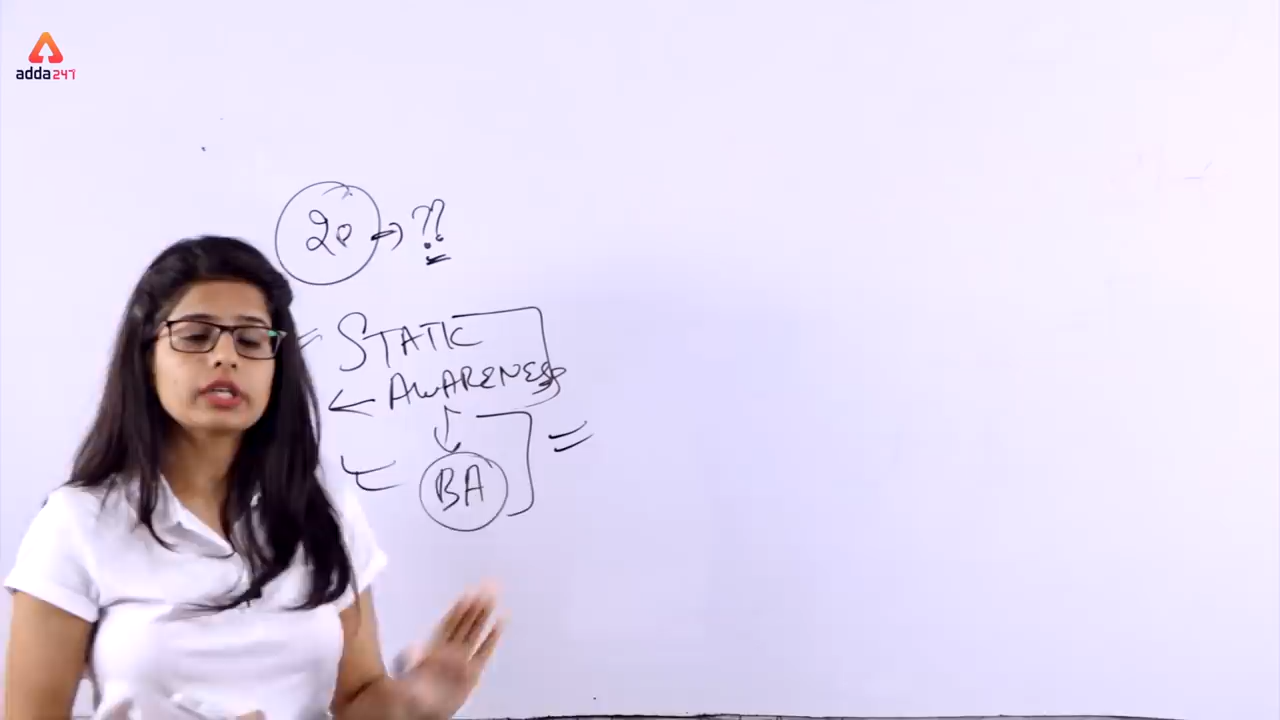 adda247
20 → ??
= STATIC
← AWARENESS
BA
=